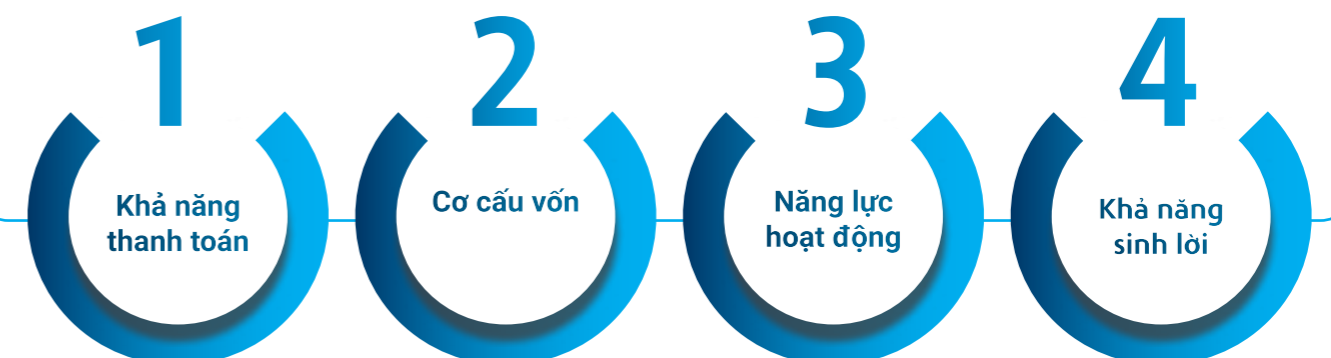 1
Khả năng
thanh toán
2
Cơ cấu vốn
3
Năng lực
hoạt động
4
Khả năng
sinh lời